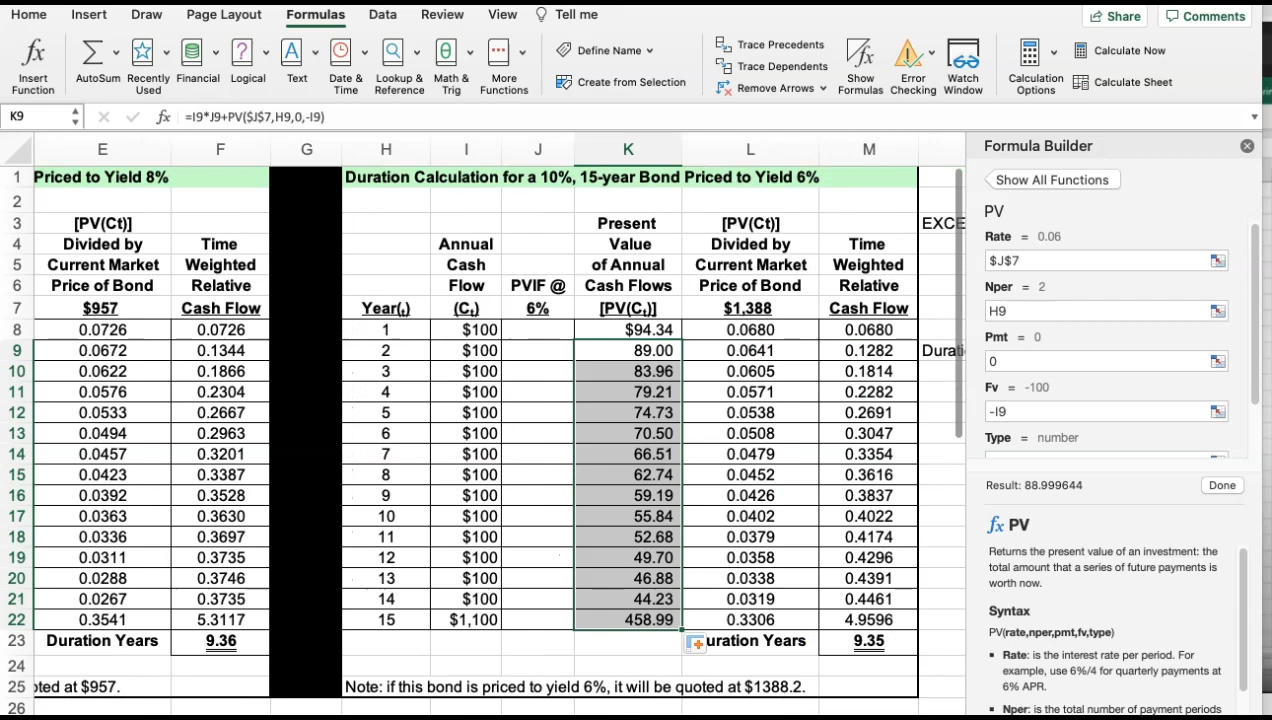 Home Insert Draw Page Layout Formulas Data Review View Tell me Share Comments
Insert Function AutoSum Recently Used Financial Logical Text Date & Time Lookup & Reference Math & Trig More Functions
Define Name
Create from Selection
Trace Precedents
Trace Dependents
Remove Arrows
Show Formulas Error Checking Watch Window Calculation Options
Calculate Now
Calculate Sheet
K9 fx =I9*J9+PV($J$7,H9,0,-I9)
E F G H I J K L M
1 Priced to Yield 8% Duration Calculation for a 10%, 15-year Bond Priced to Yield 6%
2
3 [PV(Ct)] Present [PV(Ct)] EXCE
4 Divided by Time Annual Value Divided by Time
5 Current Market Weighted Cash of Annual Current Market Weighted
6 Price of Bond Relative Flow PVIF @ Cash Flows Price of Bond Relative
7 $957 Cash Flow Year(t) (Ct) 6% [PV(Ct)] $1,388 Cash Flow
8 0.0726 0.0726 1 $100 $94.34 0.0680 0.0680
9 0.0672 0.1344 2 $100 89.00 0.0641 0.1282 Durati
10 0.0622 0.1866 3 $100 83.96 0.0605 0.1814
11 0.0576 0.2304 4 $100 79.21 0.0571 0.2282
12 0.0533 0.2667 5 $100 74.73 0.0538 0.2691
13 0.0494 0.2963 6 $100 70.50 0.0508 0.3047
14 0.0457 0.3201 7 $100 66.51 0.0479 0.3354
15 0.0423 0.3387 8 $100 62.74 0.0452 0.3616
16 0.0392 0.3528 9 $100 59.19 0.0426 0.3837
17 0.0363 0.3630 10 $100 55.84 0.0402 0.4022
18 0.0336 0.3697 11 $100 52.68 0.0379 0.4174
19 0.0311 0.3735 12 $100 49.70 0.0358 0.4296
20 0.0288 0.3746 13 $100 46.88 0.0338 0.4391
21 0.0267 0.3735 14 $100 44.23 0.0319 0.4461
22 0.3541 5.3117 15 $1,100 458.99 0.3306 4.9596
23 Duration Years 9.36 uration Years 9.35
24
25 oted at $957. Note: if this bond is priced to yield 6%, it will be quoted at $1388.2.
26
Formula Builder
Show All Functions
PV
Rate = 0.06
$J$7
Nper = 2
H9
Pmt = 0
0
Fv = -100
-I9
Type = number
Result: 88.999644 Done
fx PV
Returns the present value of an investment: the
total amount that a series of future payments is
worth now.
Syntax
PV(rate,nper,pmt,fv,type)
▪ Rate: is the interest rate per period. For
example, use 6%/4 for quarterly payments at
6% APR.
▪ Nper: is the total number of payment periods